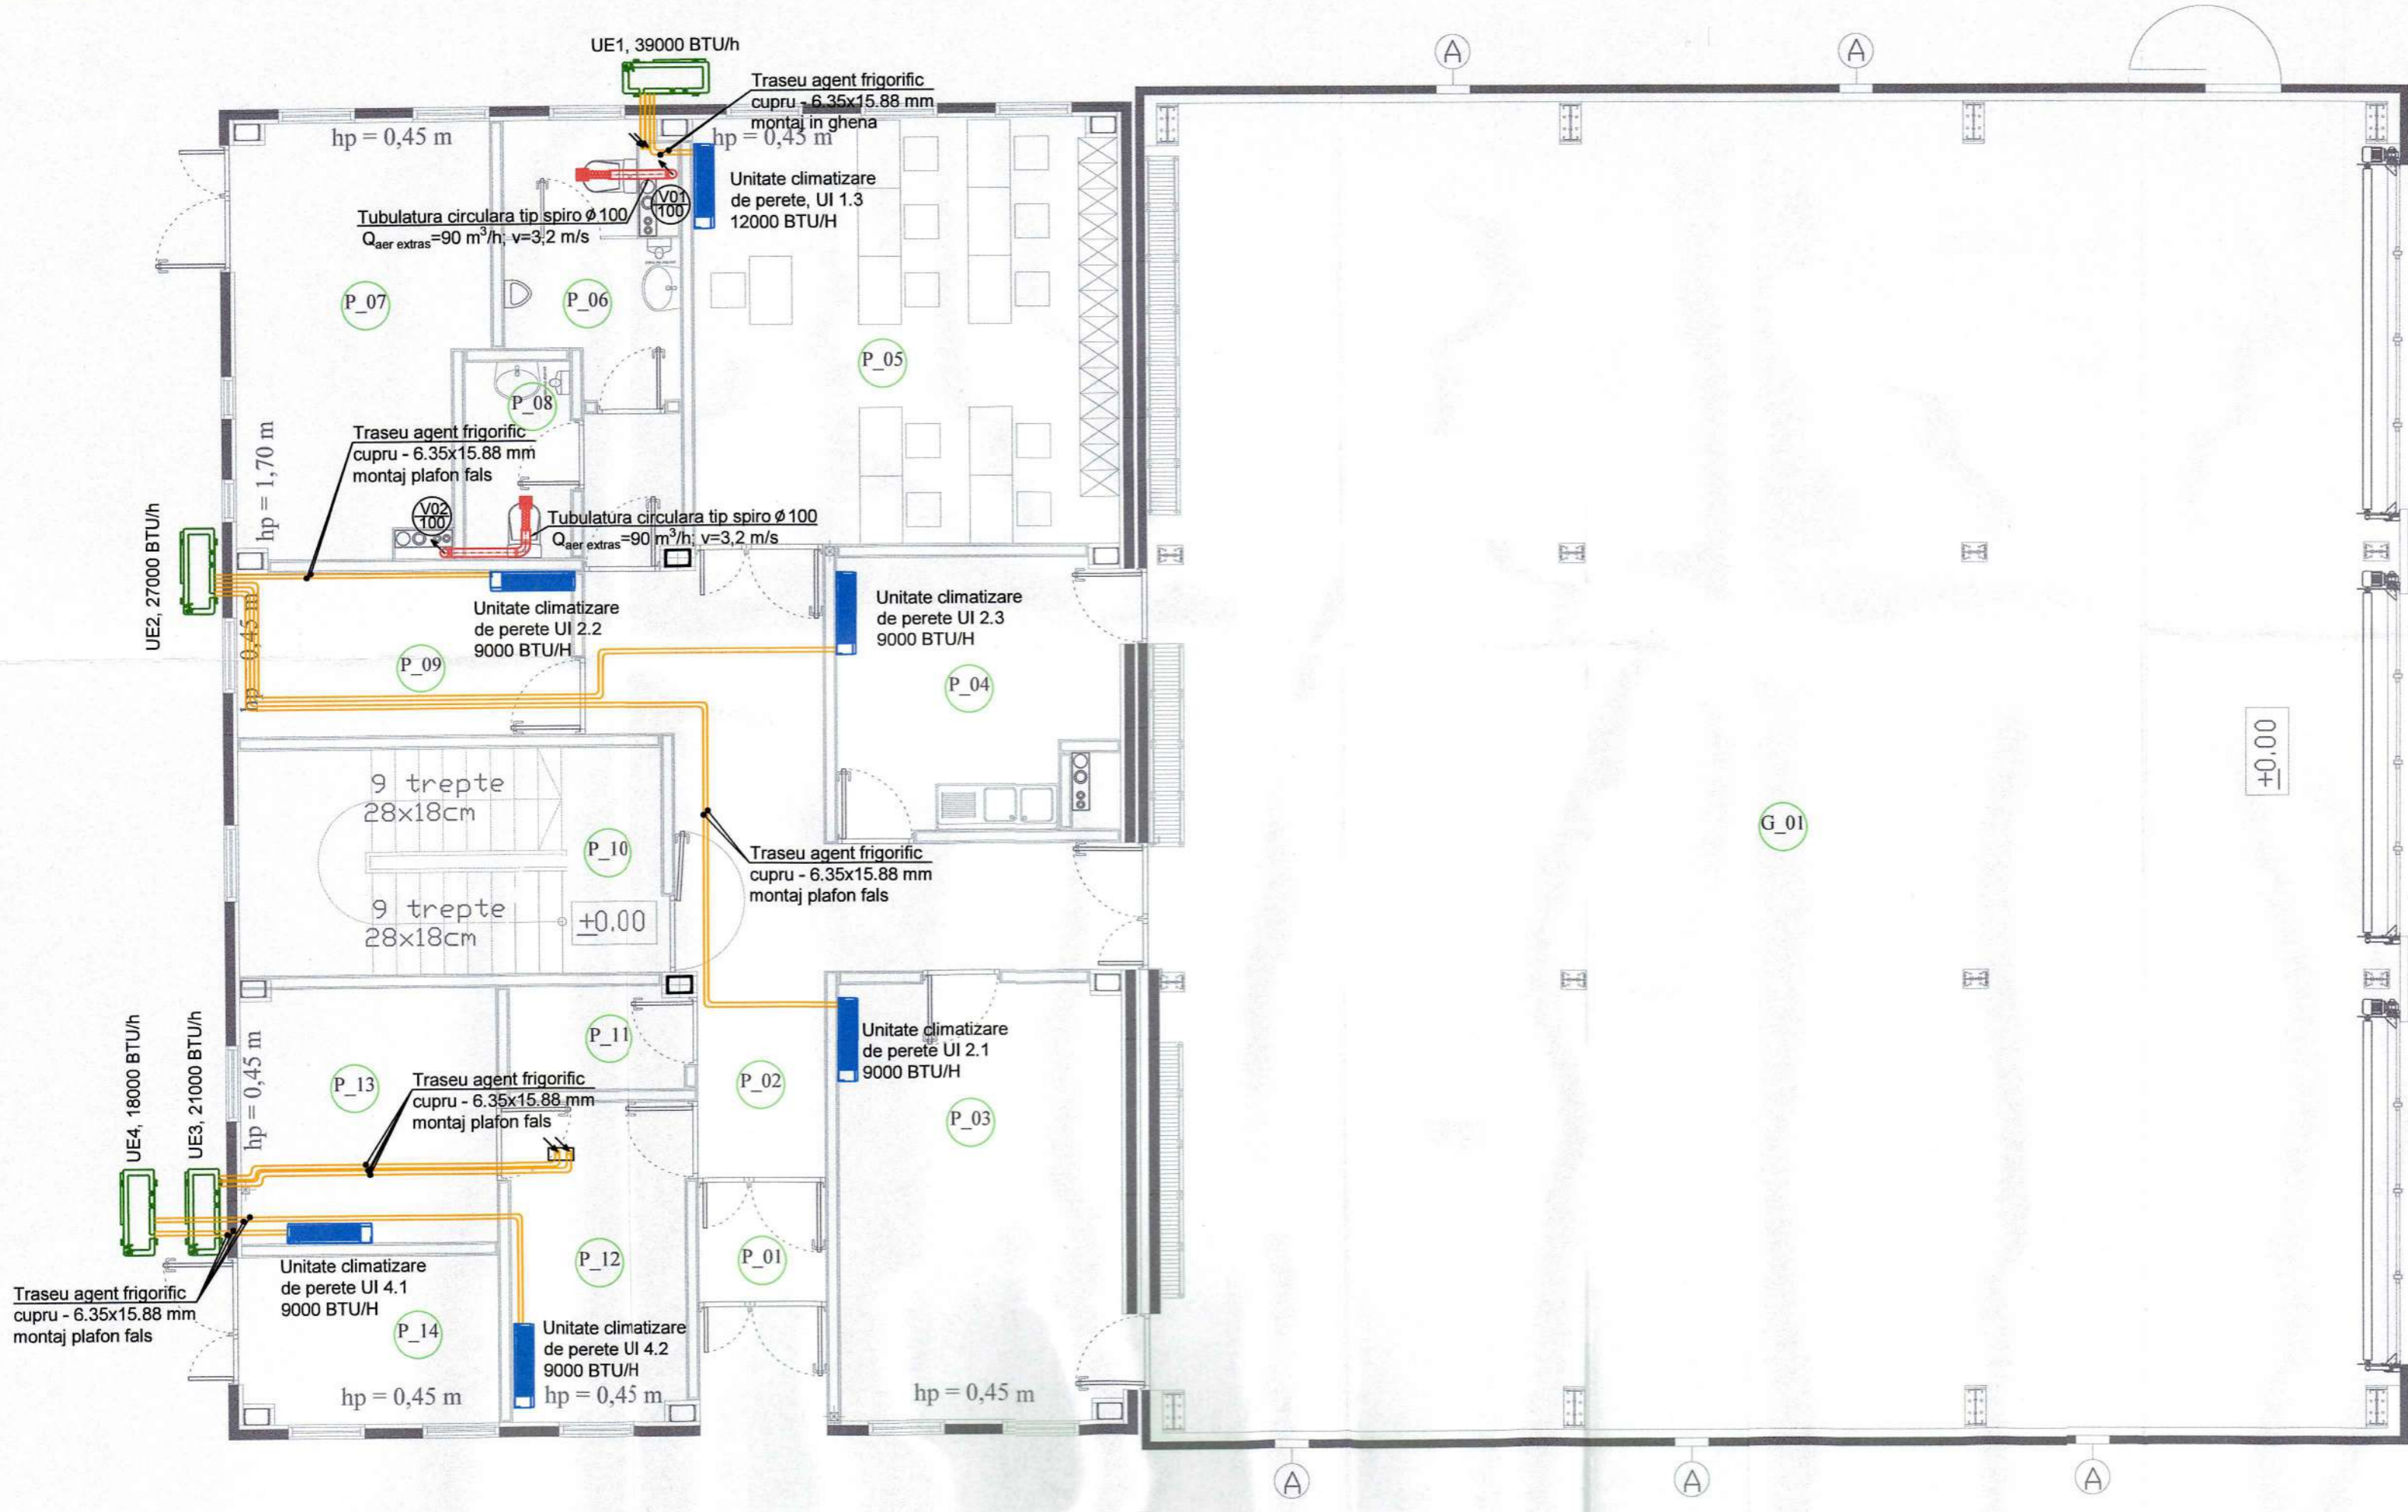 UE1, 39000 BTU/h
Traseu agent frigorific
cupru - 6.35x15.88 mm
montaj in ghena
A
A
hp = 0,45 m
hp = 0,45 m
Unitate climatizare
de perete, UI 1.3
12000 BTU/H
V01
100
Tubulatura circulara tip spiro ø100
Qaer extras=90 m³/h; v=3,2 m/s
P_07
P_06
P_05
P_08
Traseu agent frigorific
cupru - 6.35x15.88 mm
montaj plafon fals
hp = 1,70 m
V02
100
Tubulatura circulara tip spiro ø100
Qaer extras=90 m³/h; v=3,2 m/s
UE2, 27000 BTU/h
Unitate climatizare
de perete UI 2.2
9000 BTU/H
Unitate climatizare
de perete UI 2.3
9000 BTU/H
hp 0,45 m
P_09
P_04
±0.00
9 trepte
28x18cm
P_10
G_01
Traseu agent frigorific
cupru - 6.35x15.88 mm
montaj plafon fals
9 trepte
28x18cm
±0.00
UE4, 18000 BTU/h
UE3, 21000 BTU/h
hp = 0,45 m
P_11
Unitate climatizare
de perete UI 2.1
9000 BTU/H
P_13
Traseu agent frigorific
cupru - 6.35x15.88 mm
montaj plafon fals
P_02
P_03
P_12
P_01
Unitate climatizare
de perete UI 4.1
9000 BTU/H
Traseu agent frigorific
cupru - 6.35x15.88 mm
montaj plafon fals
P_14
Unitate climatizare
de perete UI 4.2
9000 BTU/H
hp = 0,45 m
hp = 0,45 m
hp = 0,45 m
A
A
A